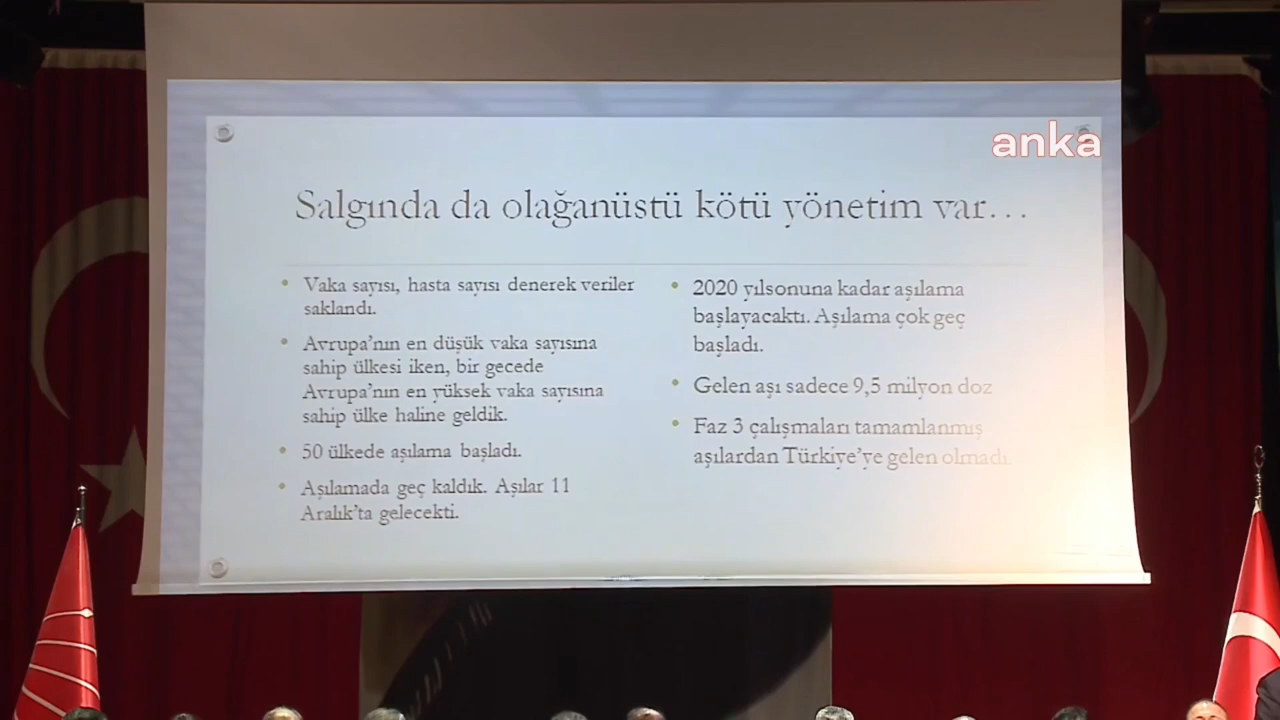 anka
Salgında da olağanüstü kötü yönetim var...
Vaka sayısı, hasta sayısı denerek veriler
saklandı.
Avrupa'nın en düşük vaka sayısına
sahip ülkesi iken, bir gecede
Avrupa'nın en yüksek vaka sayısına
sahip ülke haline geldik.
50 ülkede aşılama başladı.
Aşılamada geç kaldık. Aşılar 11
Aralık'ta gelecekti.
2020 yılsonuna kadar aşılama
başlayacaktı. Aşılama çok geç
başladı.
Gelen aşı sadece 9,5 milyon doz
Faz 3 çalışmaları tamamlanmış
aşılardan Türkiye'ye gelen olmadı.